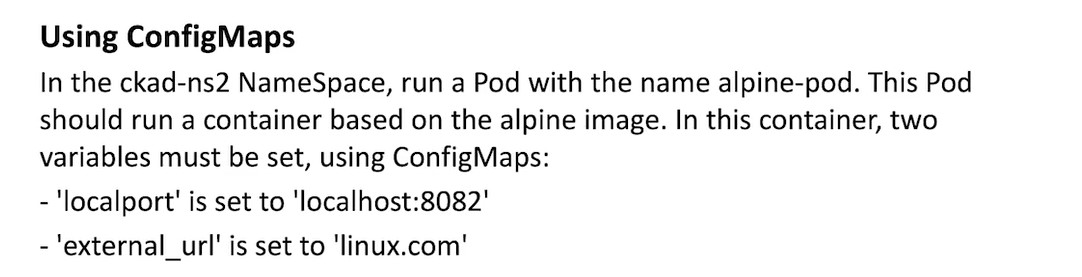 Using ConfigMaps
In the ckad-ns2 NameSpace, run a Pod with the name alpine-pod. This Pod
should run a container based on the alpine image. In this container, two
variables must be set, using ConfigMaps:
- 'localport' is set to 'localhost:8082'
- 'external_url' is set to 'linux.com'